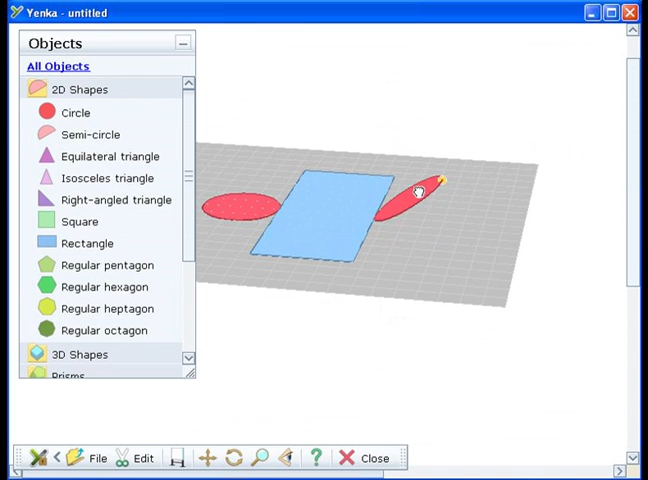 Yenka - untitled
Objects
All Objects
2D Shapes
Circle
Semi-circle
Equilateral triangle
Isosceles triangle
Right-angled triangle
Square
Rectangle
Regular pentagon
Regular hexagon
Regular heptagon
Regular octagon
3D Shapes
Prisms
File Edit ? Close